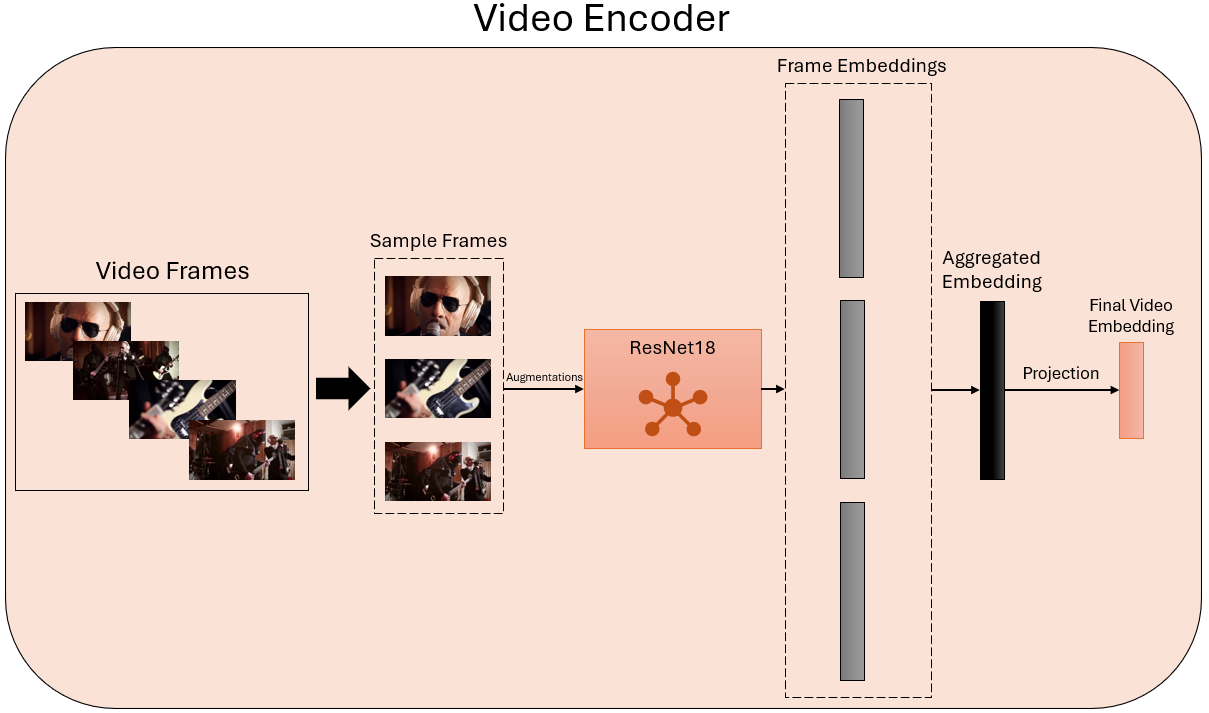 Video Encoder
Frame Embeddings
Sample Frames
Video Frames
Aggregated
Embedding
Final Video
Embedding
ResNet18
Augmentations
Projection